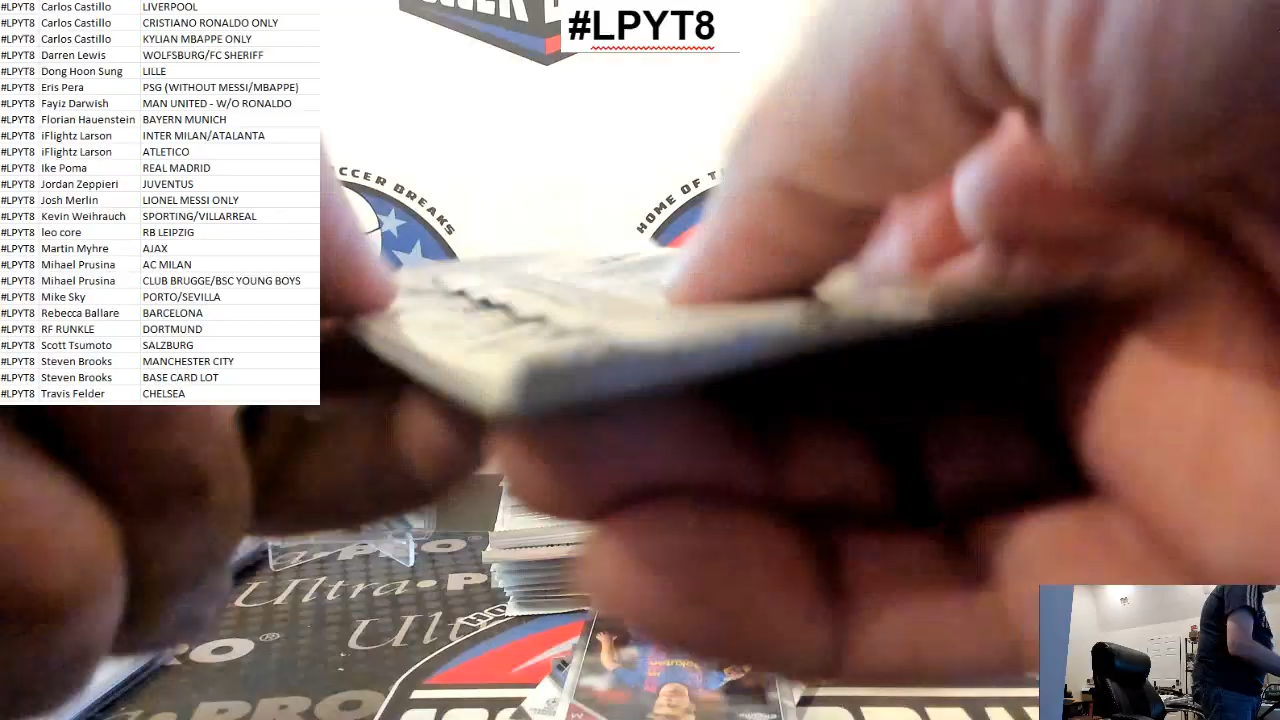 #LPYT8 Carlos Castillo LIVERPOOL
#LPYT8 Carlos Castillo CRISTIANO RONALDO ONLY
#LPYT8 Carlos Castillo KYLIAN MBAPPE ONLY
#LPYT8 Darren Lewis WOLFSBURG/FC SHERIFF
#LPYT8 Dong Hoon Sung LILLE
#LPYT8 Eris Pera PSG (WITHOUT MESSI/MBAPPE)
#LPYT8 Fayiz Darwish MAN UNITED - W/O RONALDO
#LPYT8 Florian Hauenstein BAYERN MUNICH
#LPYT8 iFlightz Larson INTER MILAN/ATALANTA
#LPYT8 iFlightz Larson ATLETICO
#LPYT8 Ike Poma REAL MADRID
#LPYT8 Jordan Zeppieri JUVENTUS
#LPYT8 Josh Merlin LIONEL MESSI ONLY
#LPYT8 Kevin Weihrauch SPORTING/VILLARREAL
#LPYT8 leo core RB LEIPZIG
#LPYT8 Martin Myhre AJAX
#LPYT8 Mihael Prusina AC MILAN
#LPYT8 Mihael Prusina CLUB BRUGGE/BSC YOUNG BOYS
#LPYT8 Mike Sky PORTO/SEVILLA
#LPYT8 Rebecca Ballare BARCELONA
#LPYT8 RF RUNKLE DORTMUND
#LPYT8 Scott Tsumoto SALZBURG
#LPYT8 Steven Brooks MANCHESTER CITY
#LPYT8 Steven Brooks BASE CARD LOT
#LPYT8 Travis Felder CHELSEA
#LPYT8
CCER BREAKS
HOME OF T
PRO
Ultra•P
RO® Ult
PRO